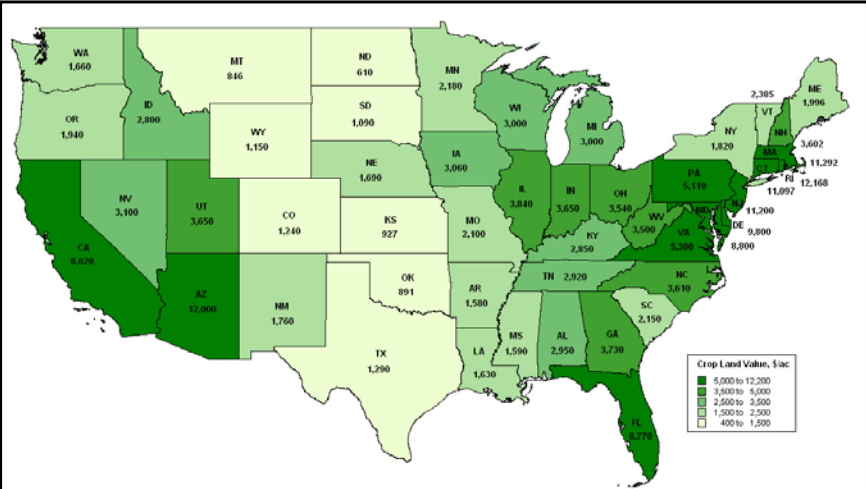 WA
1,660
OR
1,940
CA
8,620
ID
2,800
NV
3,100
UT
3,650
AZ
12,000
MT
846
WY
1,150
CO
1,240
NM
1,760
ND
610
SD
1,090
NE
1,690
KS
927
OK
891
TX
1,290
MN
2,180
IA
3,060
MO
2,100
AR
1,580
LA
1,630
WI
3,000
MI
3,000
IL
3,840
IN
3,650
OH
3,540
KY
2,850
TN 2,920
MS
1,590
AL
2,950
GA
3,730
FL
8,770
SC
2,150
NC
3,610
VA
5,300
WV
3,500
PA
5,110
NY
1,820
2,385
VT
ME
1,996
NH
3,602
MA
11,292
CT
RI
12,168
11,097
NJ
11,200
MD
DE
9,800
8,800
Crop Land Value, $/ac
5,000 to 12,200
3,500 to 5,000
2,500 to 3,500
1,500 to 2,500
400 to 1,500